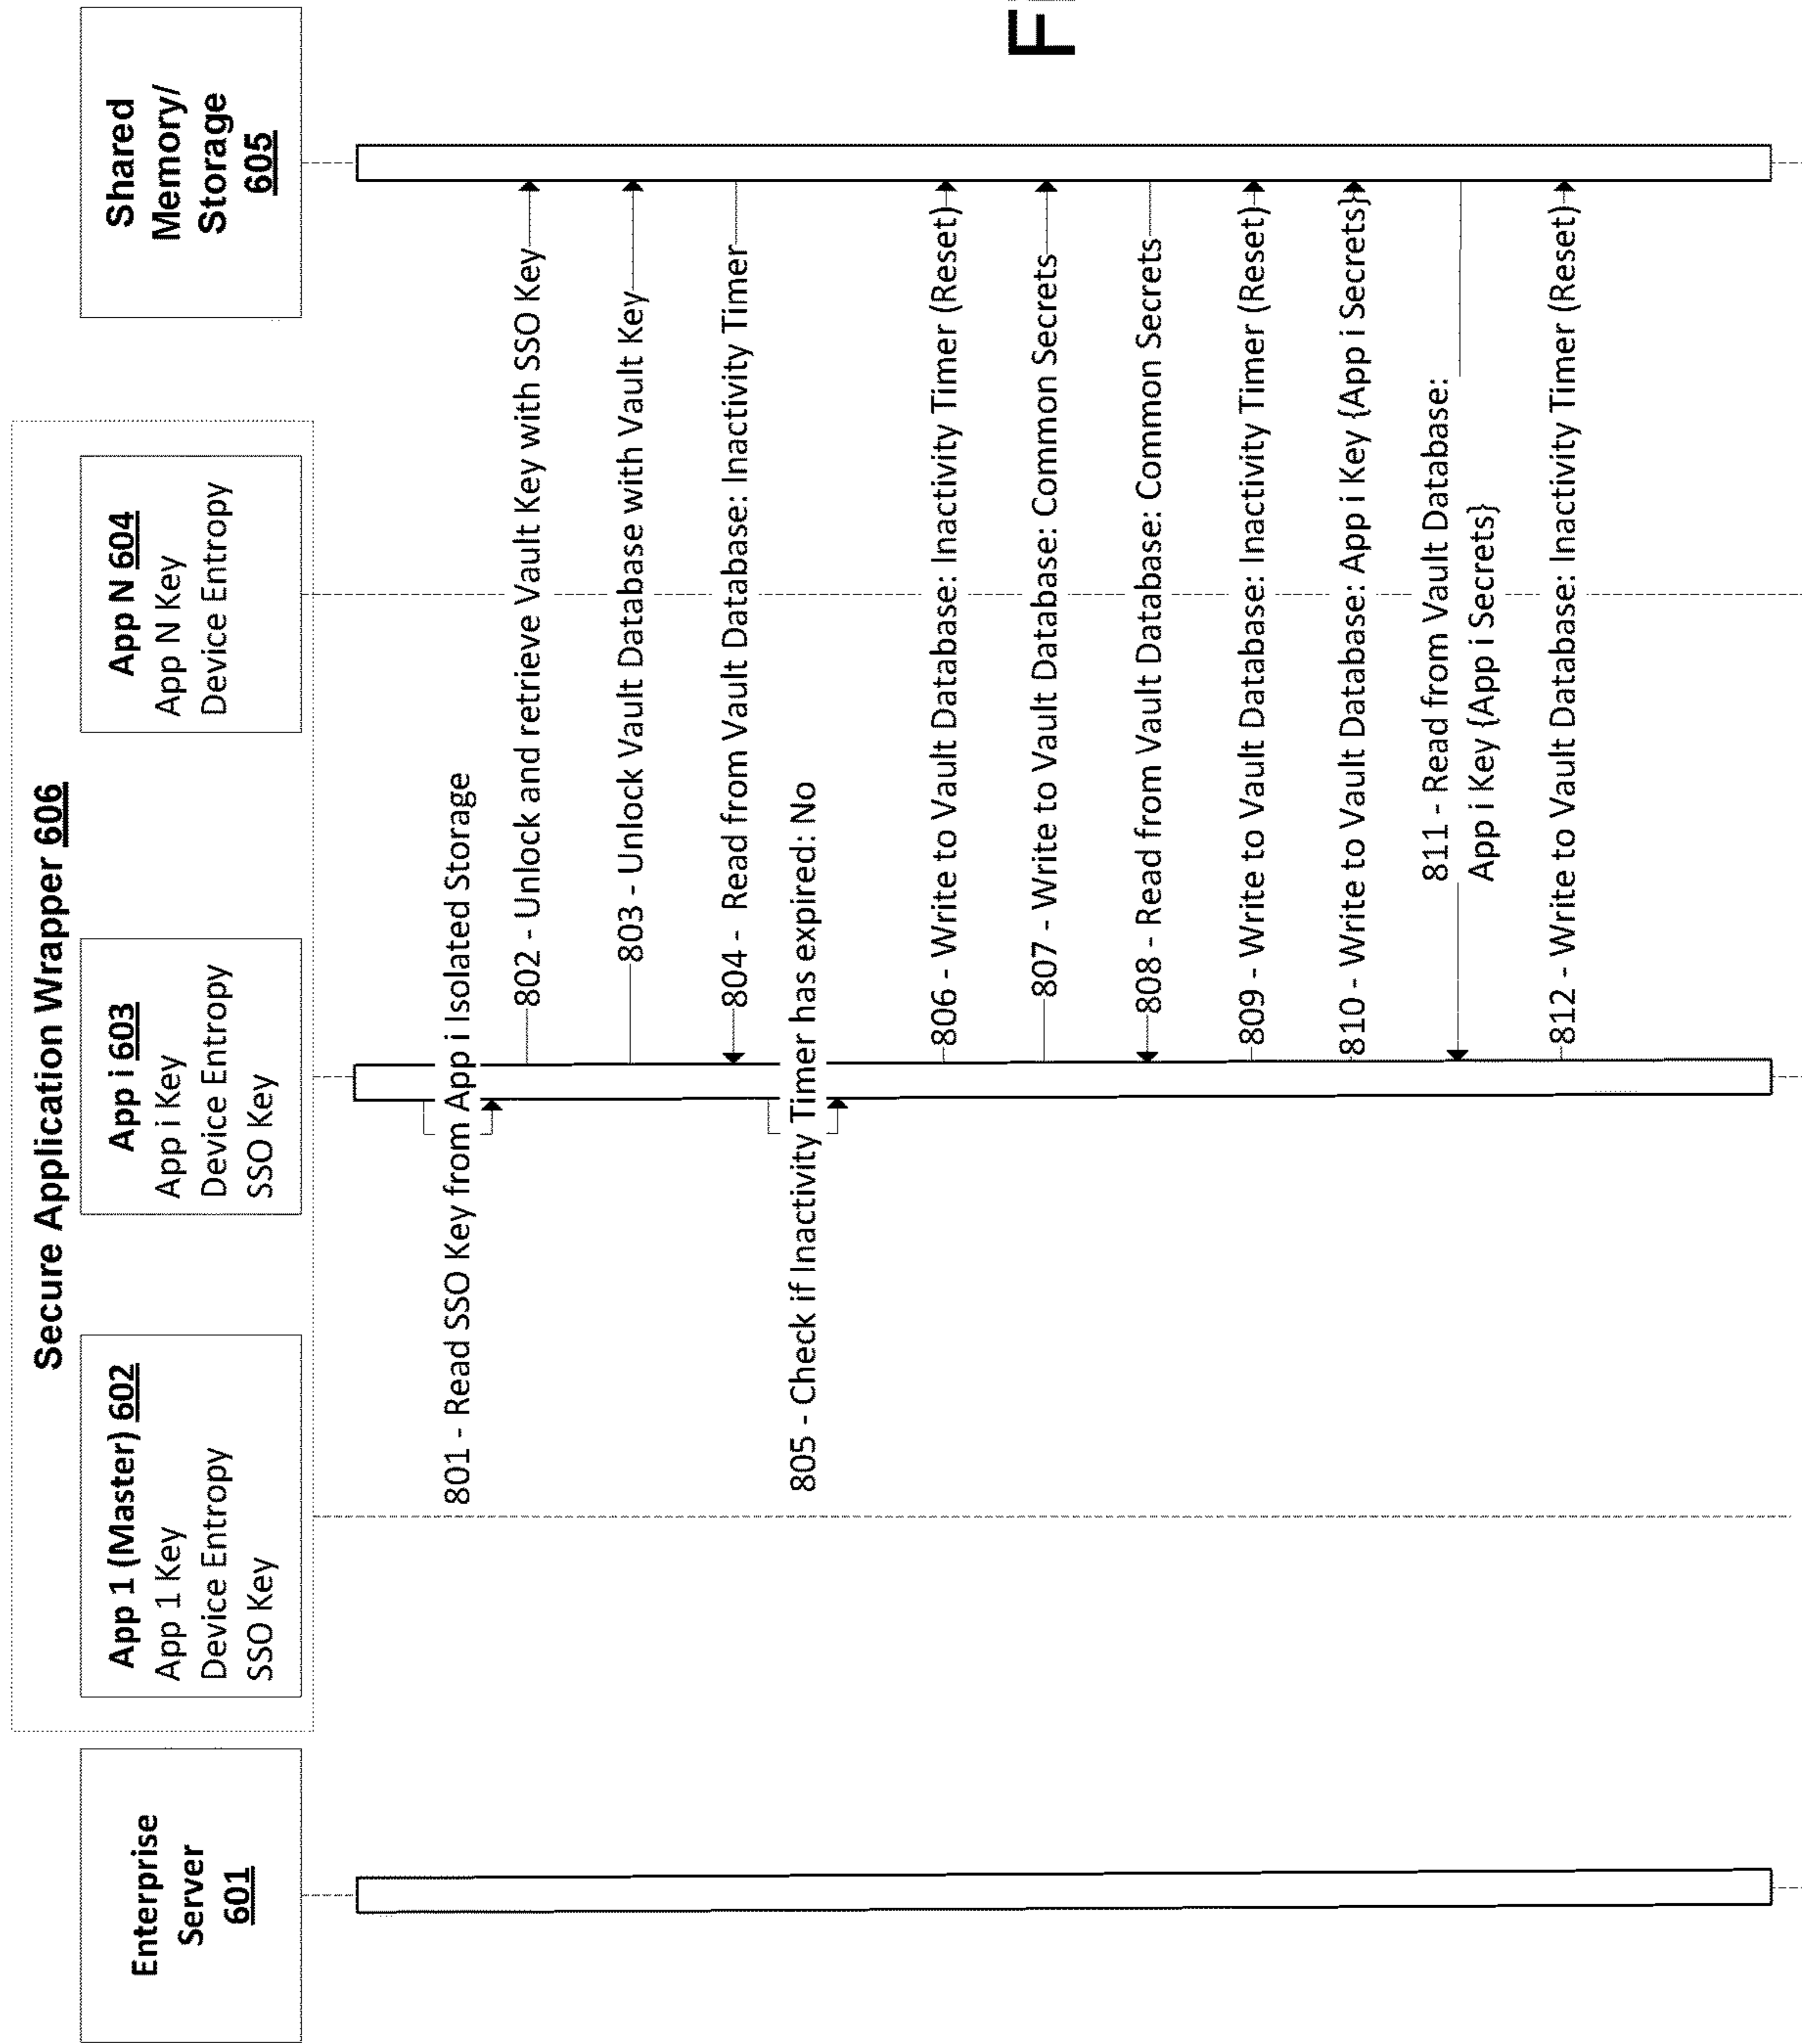 Secure Application Wrapper 606
Enterprise
Server
601
App 1 (Master) 602
App 1 Key
Device Entropy
SSO Key
App i 603
App i Key
Device Entropy
SSO Key
App N 604
App N Key
Device Entropy
Shared
Memory/
Storage
605
801 - Read SSO Key from App i Isolated Storage
802 - Unlock and retrieve Vault Key with SSO Key
803 - Unlock Vault Database with Vault Key
804 - Read from Vault Database: Inactivity Timer
805 - Check if Inactivity Timer has expired: No
806 - Write to Vault Database: Inactivity Timer (Reset)
807 - Write to Vault Database: Common Secrets
808 - Read from Vault Database: Common Secrets
809 - Write to Vault Database: Inactivity Timer (Reset)
810 - Write to Vault Database: App i Key {App i Secrets}
811 - Read from Vault Database:
App i Key {App i Secrets}
812 - Write to Vault Database: Inactivity Timer (Reset)